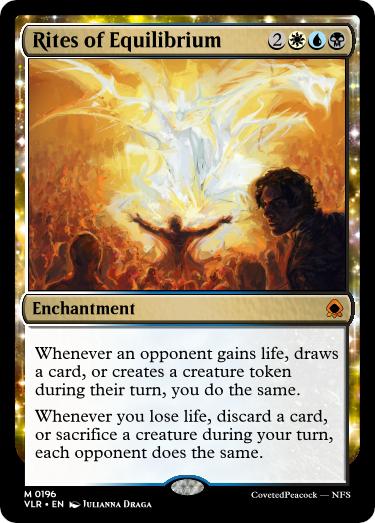 Rites of Equilibrium 2
Enchantment
Whenever an opponent gains life, draws
a card, or creates a creature token
during their turn, you do the same.
Whenever you lose life, discard a card,
or sacrifice a creature during your turn,
each opponent does the same.
M 0196
VLR • EN Julianna Draga CovetedPeacock — NFS